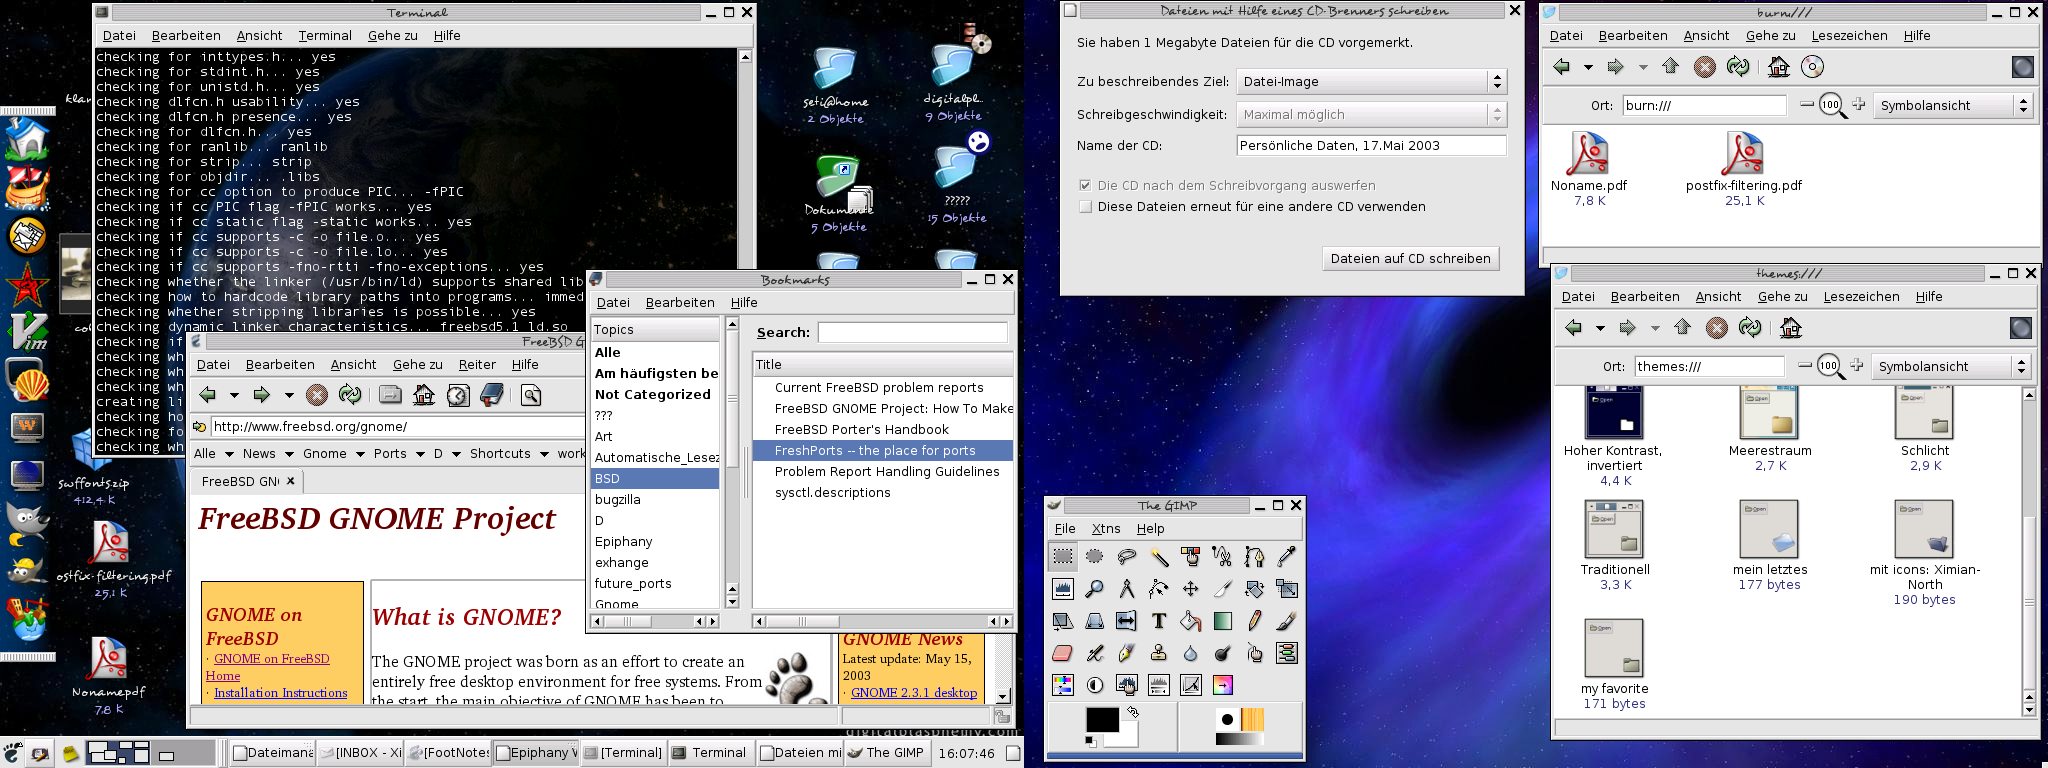 Terminal
Datei Bearbeiten Ansicht Terminal Gehe zu Hilfe
checking for inttypes.h... yes
checking for stdint.h... yes
checking for unistd.h... yes
checking dlfcn.h usability... yes
checking dlfcn.h presence... yes
checking for dlfcn.h... yes
checking for ranlib... ranlib
checking for strip... strip
checking for objdir... .libs
checking for cc option to produce PIC... -fPIC
checking if cc PIC flag -fPIC works... yes
checking if cc static flag -static works... yes
checking if cc supports -c -o file.o... yes
checking if cc supports -c -o file.lo... yes
checking if cc supports -fno-rtti -fno-exceptions... yes
checking whether the linker (/usr/bin/ld) supports shared lib
checking how to hardcode library paths into programs... immed
checking whether stripping libraries is possible... yes
checking dynamic linker characteristics... freebsd5.1 ld.so
checking if
checking wh
checking wh
checking wh
creating li
checking ho
checking fo
checking wh
seti@home
2 Objekte
digitalpl...
9 Objekte
Dokumente
5 Objekte
?????
15 Objekte
swffonts.zip
412,4 K
ostfix-filtering.pdf
25,1 K
Noname.pdf
7,8 K
FreeBSD G
Datei Bearbeiten Ansicht Gehe zu Reiter Hilfe
http://www.freebsd.org/gnome/
Alle News Gnome Ports D Shortcuts work
FreeBSD GN
FreeBSD GNOME Project
GNOME on
FreeBSD
· GNOME on FreeBSD
Home
· Installation Instructions
What is GNOME?
The GNOME project was born as an effort to create an
entirely free desktop environment for free systems. From
the start, the main objective of GNOME has been to
GNOME News
Latest update: May 15,
2003
· GNOME 2.3.1 desktop
Bookmarks
Datei Bearbeiten Hilfe
Topics
Alle
Am häufigsten be
Not Categorized
???
Art
Automatische_Lesez
BSD
bugzilla
D
Epiphany
exhange
future_ports
Gnome
Search:
Title
Current FreeBSD problem reports
FreeBSD GNOME Project: How To Make
FreeBSD Porter's Handbook
FreshPorts -- the place for ports
Problem Report Handling Guidelines
sysctl.descriptions
digitalblasphemy.com
Dateimana [INBOX - Xi [FootNotes Epiphany [Terminal] Terminal Dateien mi The GIMP 16:07:46
Dateien mit Hilfe eines CD-Brenners schreiben
Sie haben 1 Megabyte Dateien für die CD vorgemerkt.
Zu beschreibendes Ziel: Datei-Image
Schreibgeschwindigkeit: Maximal möglich
Name der CD: Persönliche Daten, 17.Mai 2003
Die CD nach dem Schreibvorgang auswerfen
Diese Dateien erneut für eine andere CD verwenden
Dateien auf CD schreiben
The GIMP
File Xtns Help
burn:///
Datei Bearbeiten Ansicht Gehe zu Lesezeichen Hilfe
Ort: burn:/// 100 Symbolansicht
Noname.pdf
7,8 K
postfix-filtering.pdf
25,1 K
themes:///
Datei Bearbeiten Ansicht Gehe zu Lesezeichen Hilfe
Ort: themes:/// 100 Symbolansicht
Hoher Kontrast,
invertiert
4,4 K
Meerestraum
2,7 K
Schlicht
2,9 K
Traditionell
3,3 K
mein letztes
177 bytes
mit icons: Ximian-
North
190 bytes
my favorite
171 bytes